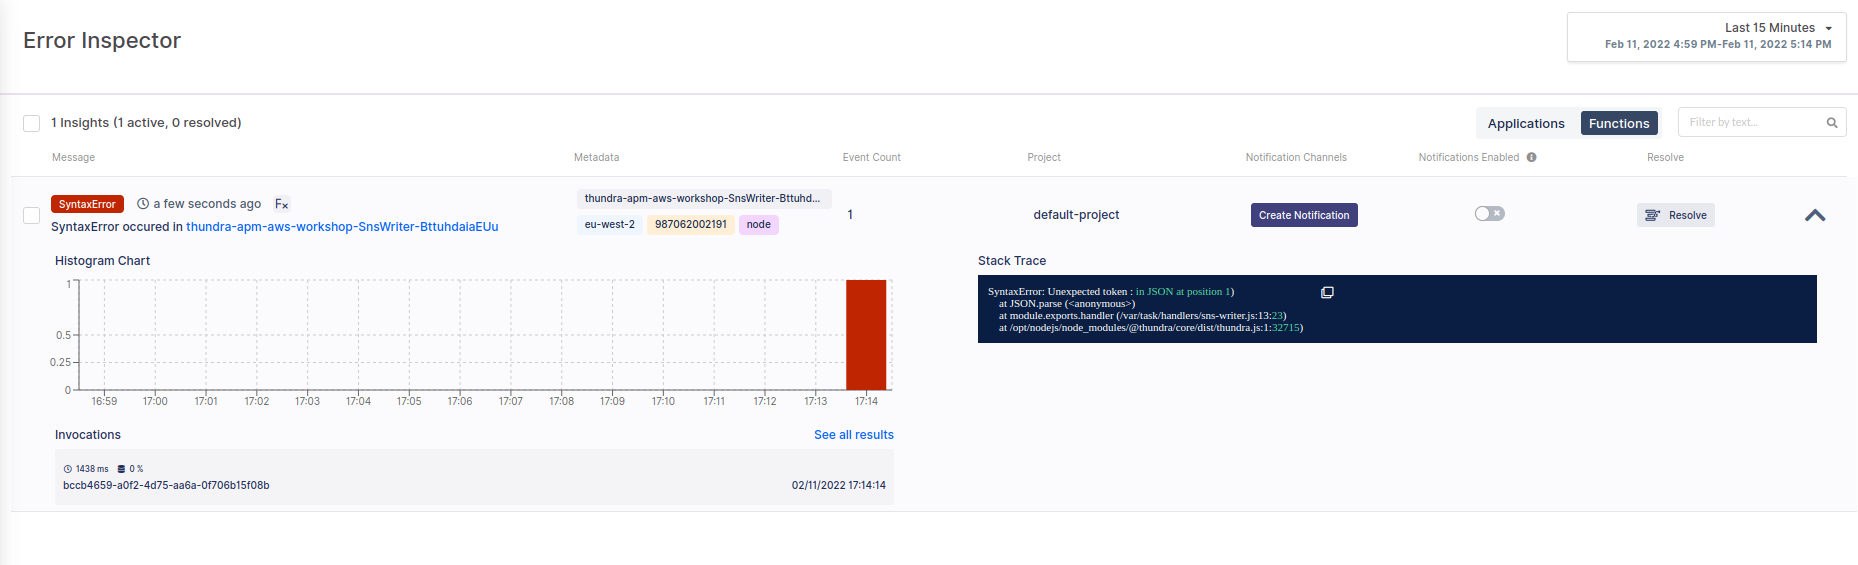 Error Inspector
Last 15 Minutes
Feb 11, 2022 4:59 PM-Feb 11, 2022 5:14 PM
1 Insights (1 active, 0 resolved)
Applications
Functions
Filter by text...
Message
Metadata
Event Count
Project
Notification Channels
Notifications Enabled
Resolve
SyntaxError
a few seconds ago
Fx
SyntaxError occured in thundra-apm-aws-workshop-SnsWriter-BttuhdaiaEUu
thundra-apm-aws-workshop-SnsWriter-Bttuhd...
eu-west-2
987062002191
node
1
default-project
Create Notification
Resolve
Histogram Chart
1
0.5
0.25
0
16:59 17:00 17:01 17:02 17:03 17:04 17:05 17:06 17:07 17:08 17:09 17:10 17:11 17:12 17:13 17:14
Stack Trace
SyntaxError: Unexpected token : in JSON at position 1)
at JSON.parse (<anonymous>)
at module.exports.handler (/var/task/handlers/sns-writer.js:13:23)
at /opt/nodejs/node_modules/@thundra/core/dist/thundra.js:1:32715)
Invocations
See all results
1438 ms
0 %
bccb4659-a0f2-4d75-aa6a-0f706b15f08b
02/11/2022 17:14:14